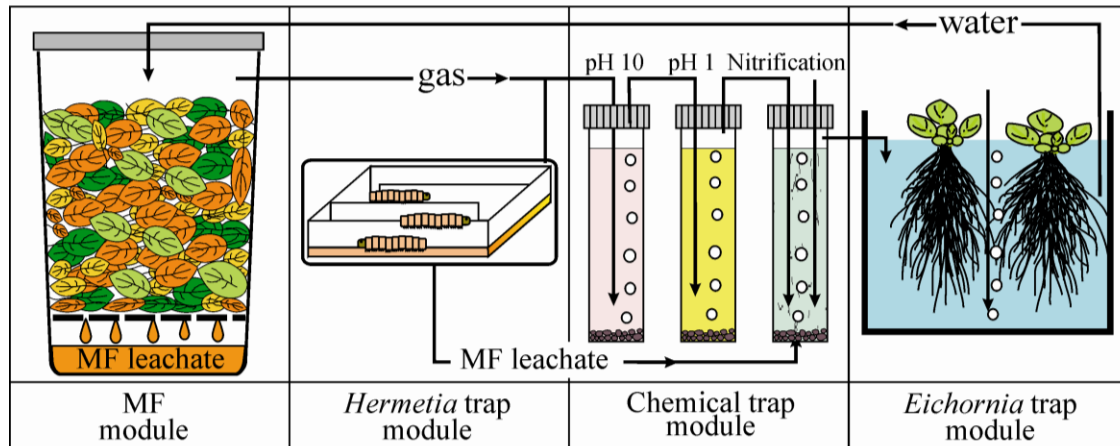 water
gas
pH 10
pH 1
Nitrification
MF leachate
MF leachate
MF
module
Hermetia trap
module
Chemical trap
module
Eichornia trap
module